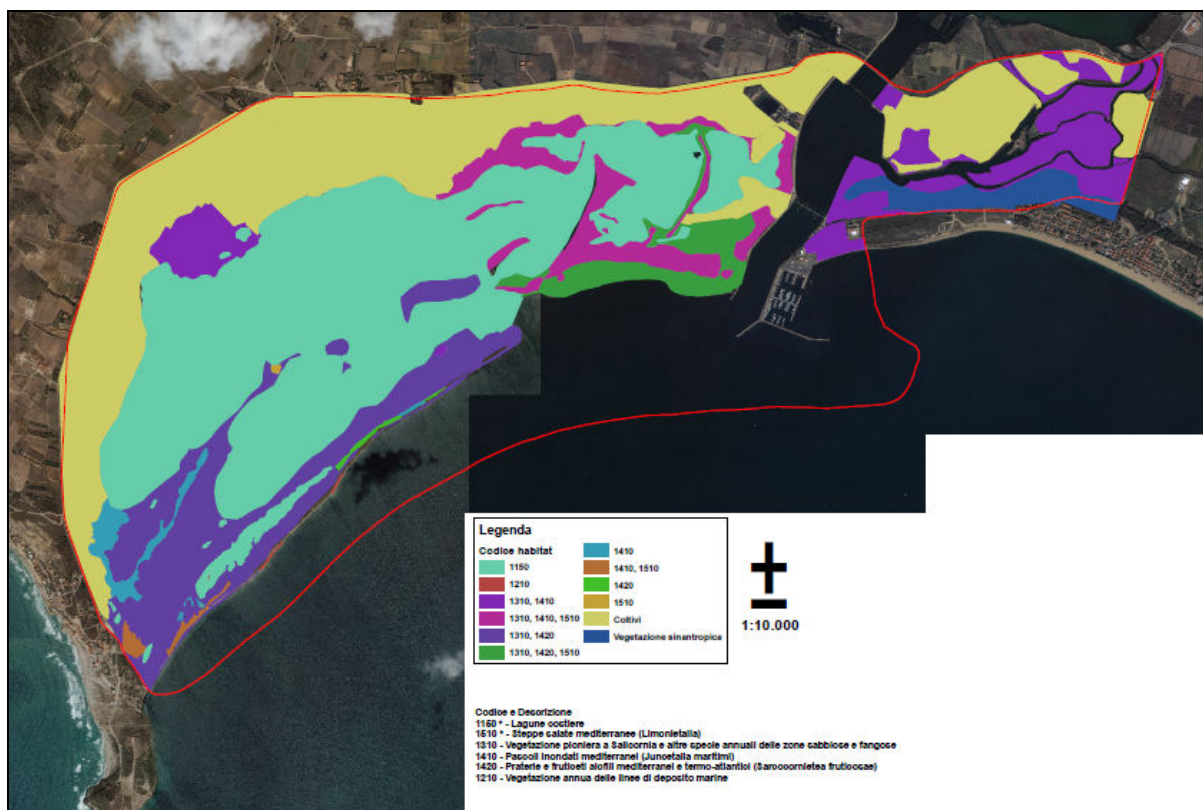 Legenda
Codice habitat
1150
1210
1310, 1410
1310, 1410, 1510
1310, 1420
1310, 1420, 1510
1410
1410, 1510
1420
1510
Coltivi
Vegetazione sinantropica
1:10.000
Codice e Descrizione
1150 * - Lagune costiere
1510 * - Steppe salate mediterranee (Limonietalia)
1310 - Vegetazione pioniera a Salicornia e altre specie annuali delle zone sabbiose e fangose
1410 - Pascoli inondati mediterranei (Juncetalia maritimi)
1420 - Praterie e fruticeti alofili mediterranei e termo-atlantici (Sarcocornietea fruticosae)
1210 - Vegetazione annua delle linee di deposito marine